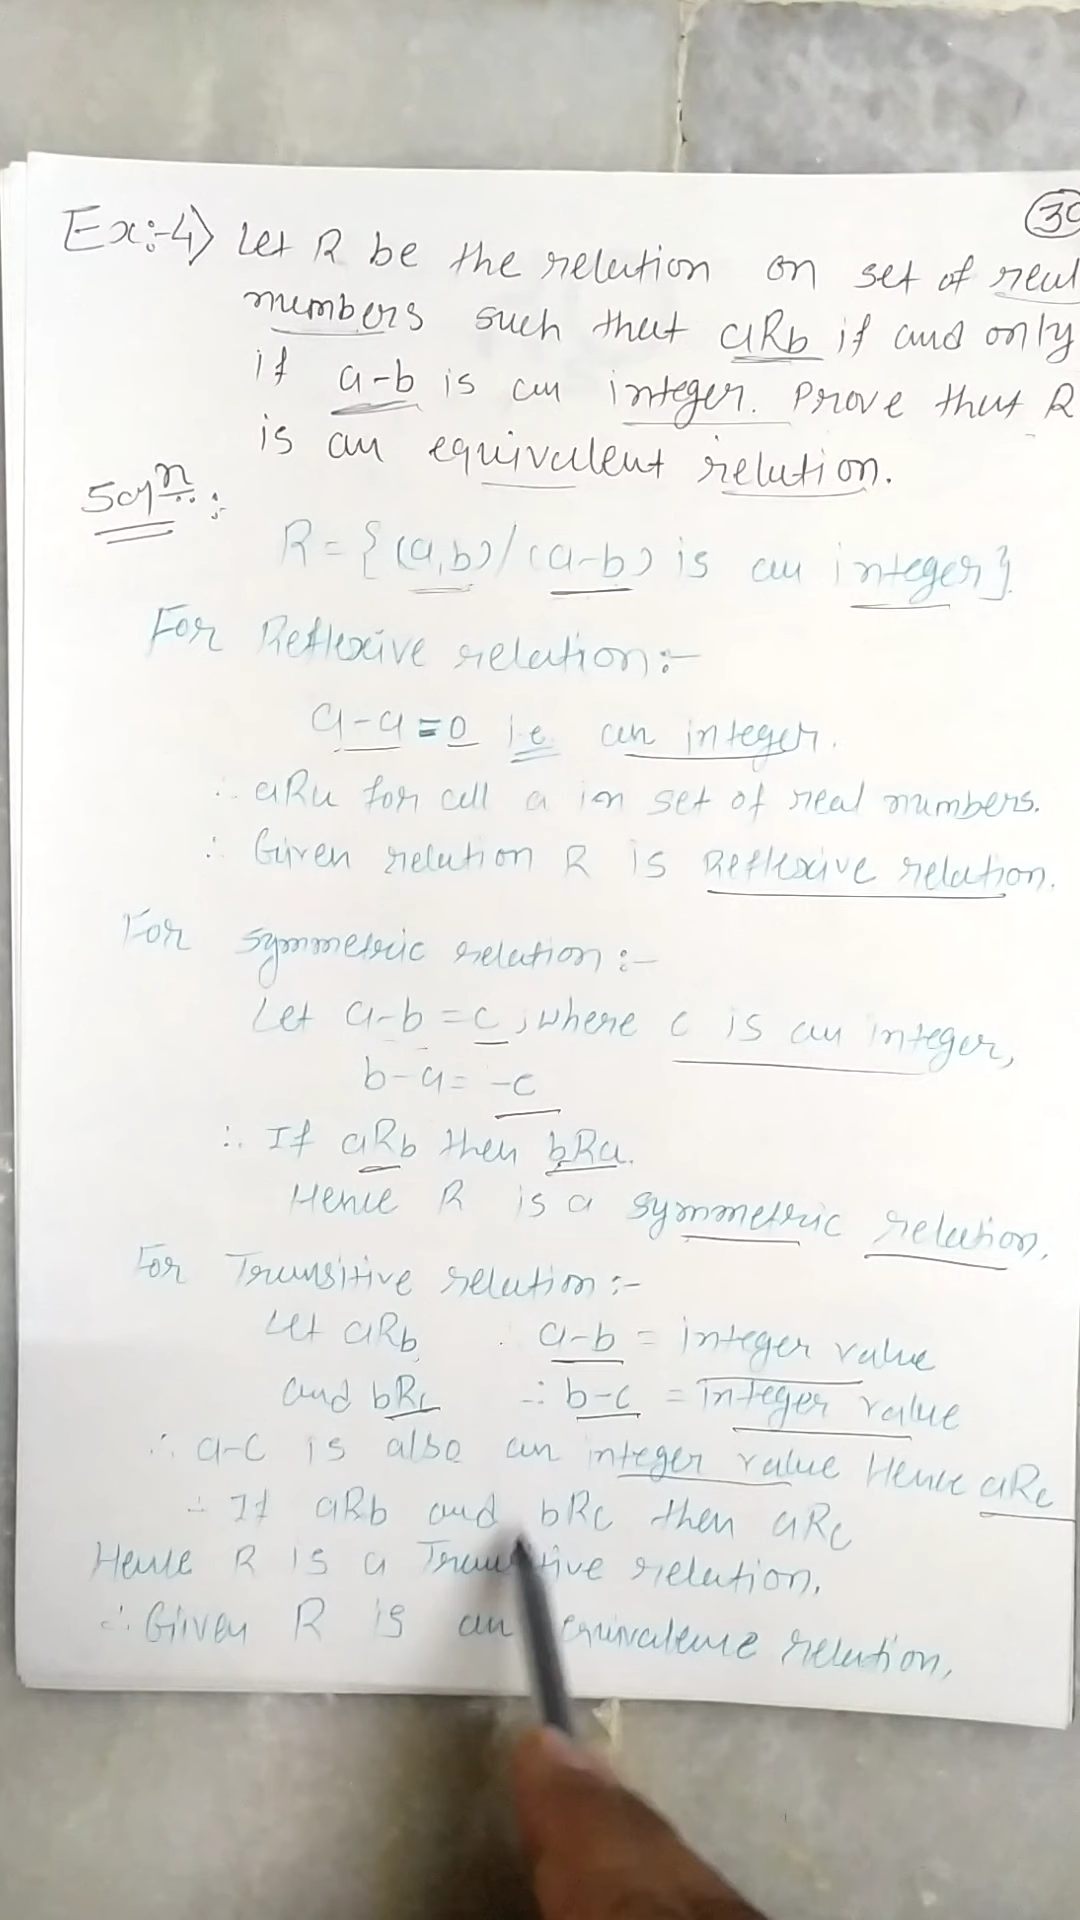 39
Ex:-4) Let R be the relation on set of real
numbers such that aRb if and only
if a-b is an integer. Prove that R
is an equivalent relation.
Solⁿ:
R = {(a,b)/(a-b) is an integer}.
For Reflexive relation:-
a-a=0 i.e. an integer.
∴ aRa for all a in set of real numbers.
∴ Given relation R is Reflexive relation.
For symmetric relation:-
Let a-b = c, where c is an integer,
b-a = -c
∴ If aRb then bRa.
Hence R is a symmetric relation.
For Transitive relation:-
Let aRb ∴ a-b = integer value
and bRc ∴ b-c = integer value
∴ a-c is also an integer value Hence aRc
∴ If aRb and bRc then aRc
Hence R is a Transitive relation.
∴ Given R is an equivalence relation.